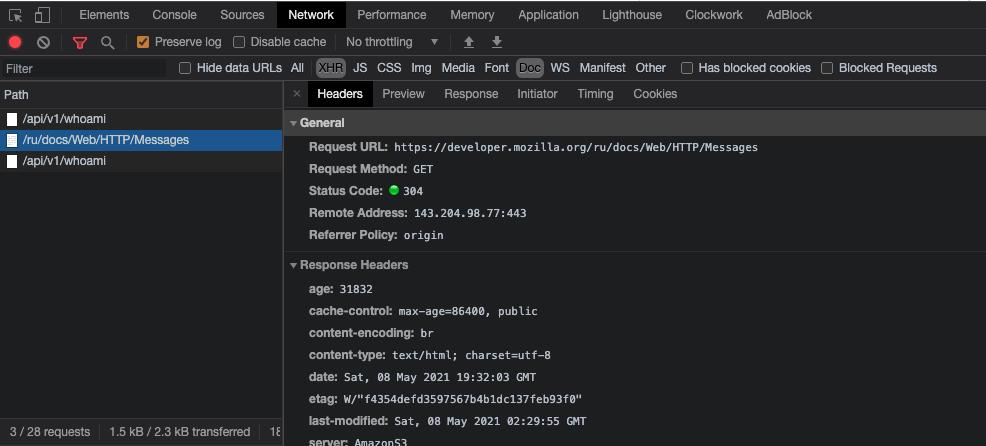 Elements Console Sources Network Performance Memory Application Lighthouse Clockwork AdBlock
Preserve log Disable cache No throttling
Filter Hide data URLs All XHR JS CSS Img Media Font Doc WS Manifest Other Has blocked cookies Blocked Requests
Path
× Headers Preview Response Initiator Timing Cookies
/api/v1/whoami
/ru/docs/Web/HTTP/Messages
/api/v1/whoami
General
Request URL: https://developer.mozilla.org/ru/docs/Web/HTTP/Messages
Request Method: GET
Status Code: 304
Remote Address: 143.204.98.77:443
Referrer Policy: origin
Response Headers
age: 31832
cache-control: max-age=86400, public
content-encoding: br
content-type: text/html; charset=utf-8
date: Sat, 08 May 2021 19:32:03 GMT
etag: W/"f4354defd3597567b4b1dc137feb93f0"
last-modified: Sat, 08 May 2021 02:29:55 GMT
server: AmazonS3
3 / 28 requests 1.5 kB / 2.3 kB transferred